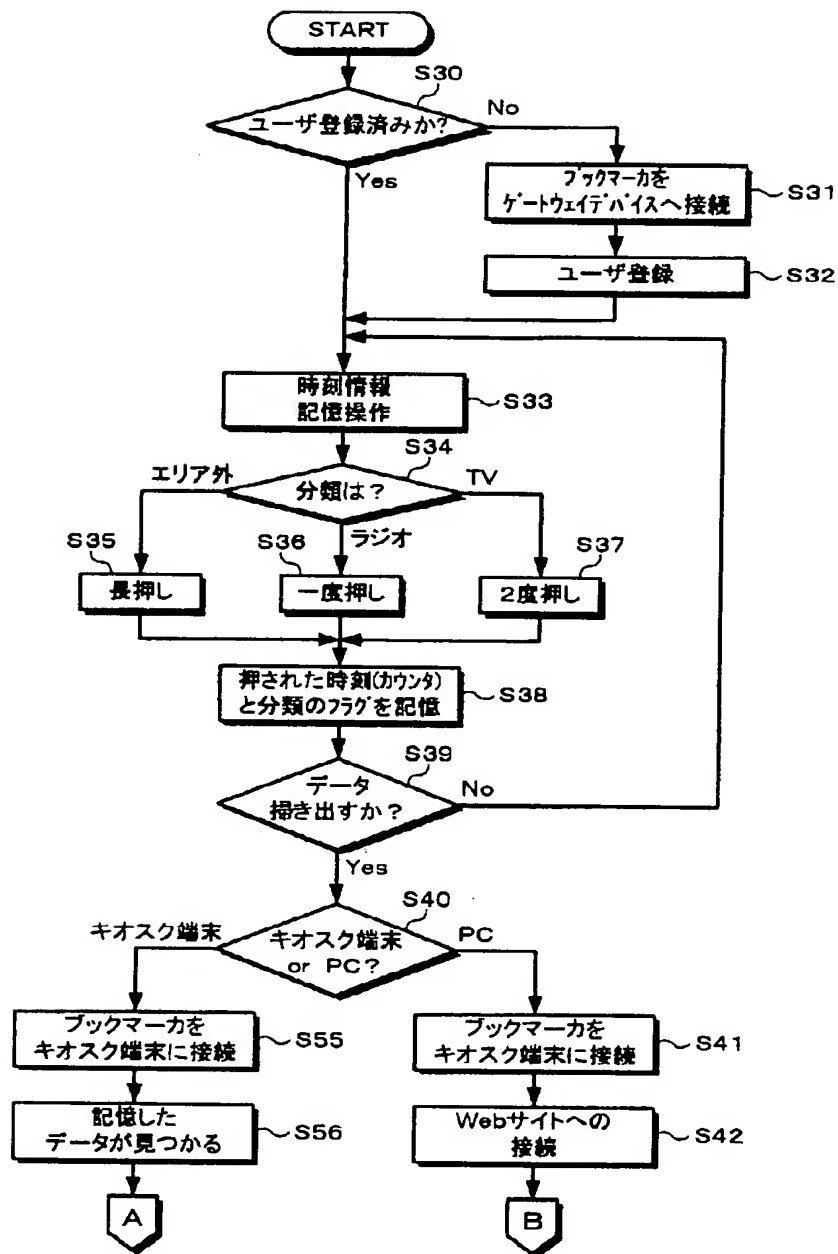 START
S30
ユーザ登録済みか?
No
Yes
ブックマーカを
ゲートウェイデバイスへ接続
S31
ユーザ登録
S32
時刻情報
記憶操作
S33
S34
エリア外
分類は?
TV
ラジオ
S35
長押し
S36
一度押し
S37
2度押し
押された時刻(カウンタ)
と分類のフラグを記憶
S38
S39
データ
掃き出すか?
No
Yes
S40
キオスク端末
キオスク端末
or PC?
PC
ブックマーカを
キオスク端末に接続
S55
ブックマーカを
キオスク端末に接続
S41
記憶した
データが見つかる
S56
Webサイトへの
接続
S42
A
B